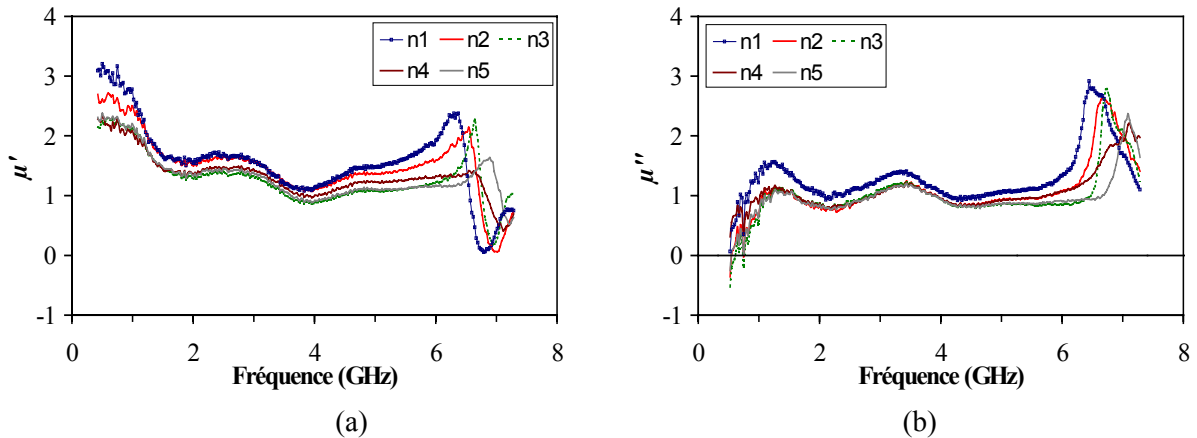 4
3
2
1
0
-1
μ'
n1 n2 n3
n4 n5
0 2 4 6 8
Fréquence (GHz)
(a)
4
3
2
1
0
-1
μ''
n1 n2 n3
n4 n5
0 2 4 6 8
Fréquence (GHz)
(b)